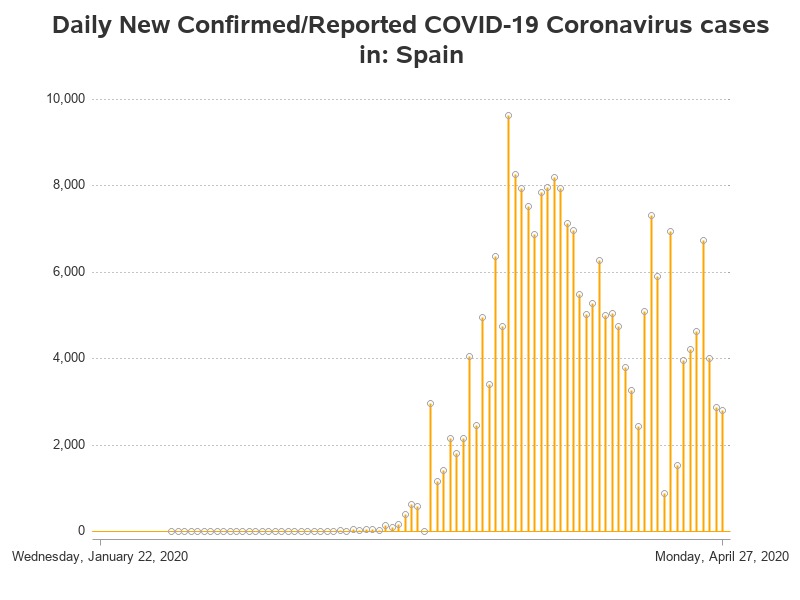 Daily New Confirmed/Reported COVID-19 Coronavirus cases
in: Spain
10,000
8,000
6,000
4,000
2,000
0
Wednesday, January 22, 2020
Monday, April 27, 2020